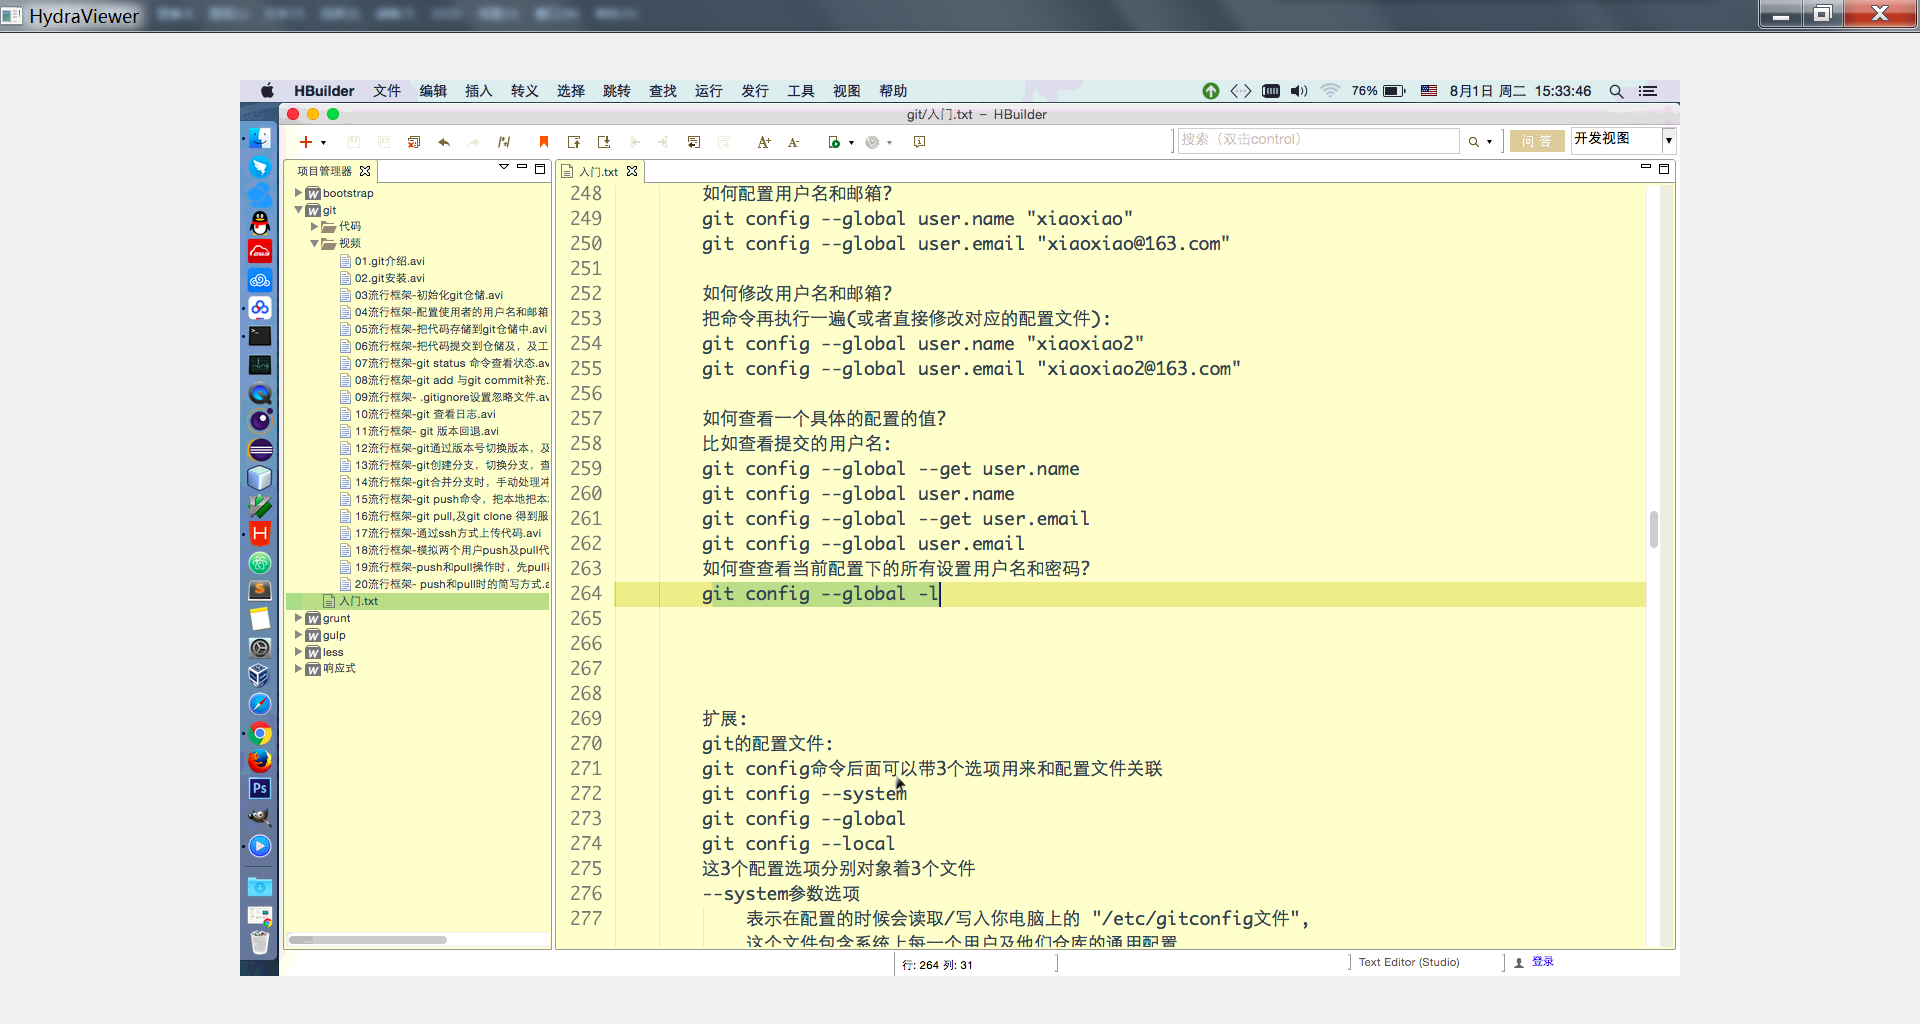 HydraViewer
HBuilder 文件 编辑 插入 转义 选择 跳转 查找 运行 发行 工具 视图 帮助
76% 8月1日 周二 15:33:46
git/入门.txt - HBuilder
搜索（双击control）
问 答
开发视图
项目管理器
入门.txt
bootstrap
git
代码
视频
01.git介绍.avi
02.git安装.avi
03流行框架-初始化git仓储.avi
04流行框架-配置使用者的用户名和邮箱
05流行框架-把代码存储到git仓储中.avi
06流行框架-把代码提交到仓储及，及工
07流行框架-git status 命令查看状态.av
08流行框架-git add 与git commit补充.
09流行框架- .gitignore设置忽略文件.av
10流行框架-git 查看日志.avi
11流行框架- git 版本回退.avi
12流行框架-git通过版本号切换版本，及
13流行框架-git创建分支，切换分支，查
14流行框架-git合并分支时，手动处理冲
15流行框架-git push命令，把本地把本
16流行框架-git pull,及git clone 得到服
17流行框架-通过ssh方式上传代码.avi
18流行框架-模拟两个用户push及pull代
19流行框架-push和pull操作时，先pull
20流行框架- push和pull时的简写方式.a
入门.txt
grunt
gulp
less
响应式
248 如何配置用户名和邮箱?
249 git config --global user.name "xiaoxiao"
250 git config --global user.email "xiaoxiao@163.com"
251
252 如何修改用户名和邮箱?
253 把命令再执行一遍(或者直接修改对应的配置文件):
254 git config --global user.name "xiaoxiao2"
255 git config --global user.email "xiaoxiao2@163.com"
256
257 如何查看一个具体的配置的值?
258 比如查看提交的用户名:
259 git config --global --get user.name
260 git config --global user.name
261 git config --global --get user.email
262 git config --global user.email
263 如何查查看当前配置下的所有设置用户名和密码?
264 git config --global -l
265
266
267
268
269 扩展:
270 git的配置文件:
271 git config命令后面可以带3个选项用来和配置文件关联
272 git config --system
273 git config --global
274 git config --local
275 这3个配置选项分别对象着3个文件
276 --system参数选项
277 表示在配置的时候会读取/写入你电脑上的 "/etc/gitconfig文件",
这个文件包含系统上每一个用户及他们仓库的通用配置
行: 264 列: 31
Text Editor (Studio)
登录